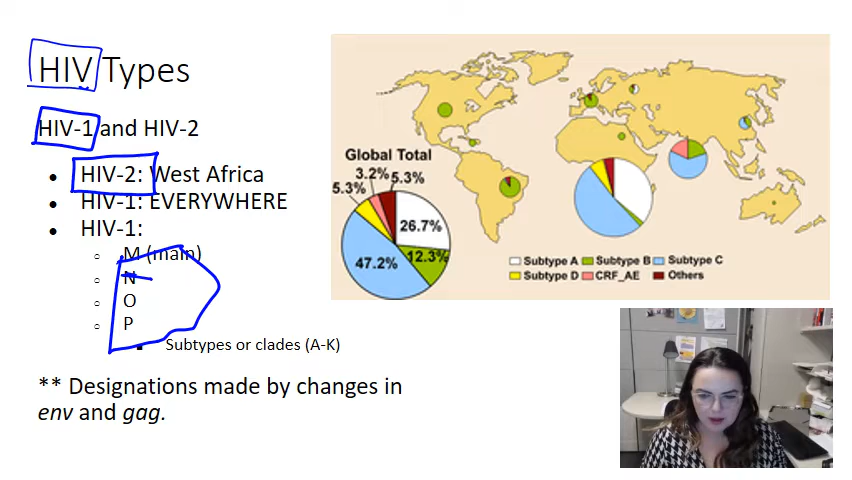 HIV Types
HIV-1 and HIV-2
HIV-2: West Africa
HIV-1: EVERYWHERE
HIV-1:
M (main)
N
O
P
Subtypes or clades (A-K)
** Designations made by changes in
env and gag.
Global Total
3.2%
5.3%
5.3%
26.7%
12.3%
47.2%
Subtype A Subtype B Subtype C
Subtype D CRF_AE Others